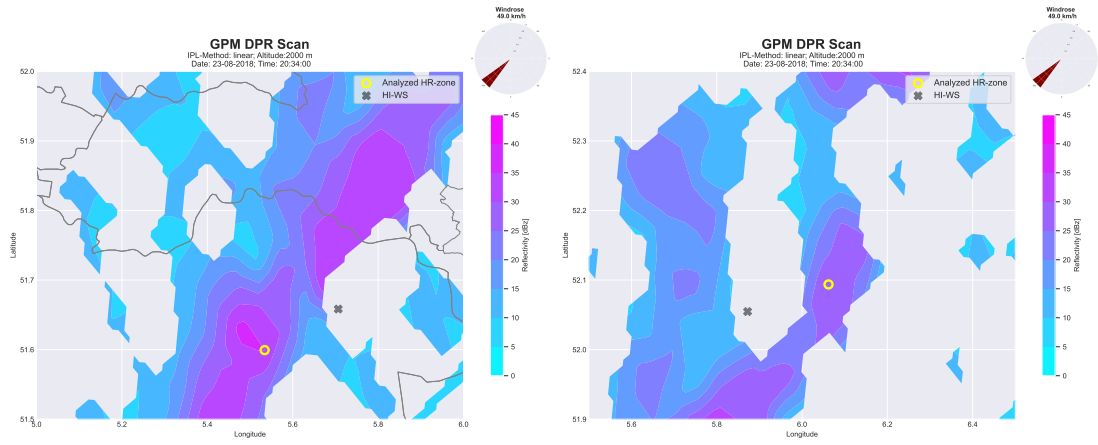 Windrose
49.0 km/h
GPM DPR Scan
IPL-Method: linear; Altitude:2000 m
Date: 23-08-2018; Time: 20:34:00
Analyzed HR-zone
HI-WS
52.0
51.9
51.8
51.7
51.6
51.5
Latitude
5.0
5.2
5.4
5.6
5.8
6.0
Longitude
45
40
35
30
25
20
15
10
5
0
Reflectivity [dBz]
Windrose
49.0 km/h
GPM DPR Scan
IPL-Method: linear; Altitude:2000 m
Date: 23-08-2018; Time: 20:34:00
Analyzed HR-zone
HI-WS
52.4
52.3
52.2
52.1
52.0
51.9
Latitude
5.6
5.8
6.0
6.2
6.4
Longitude
45
40
35
30
25
20
15
10
5
0
Reflectivity [dBz]